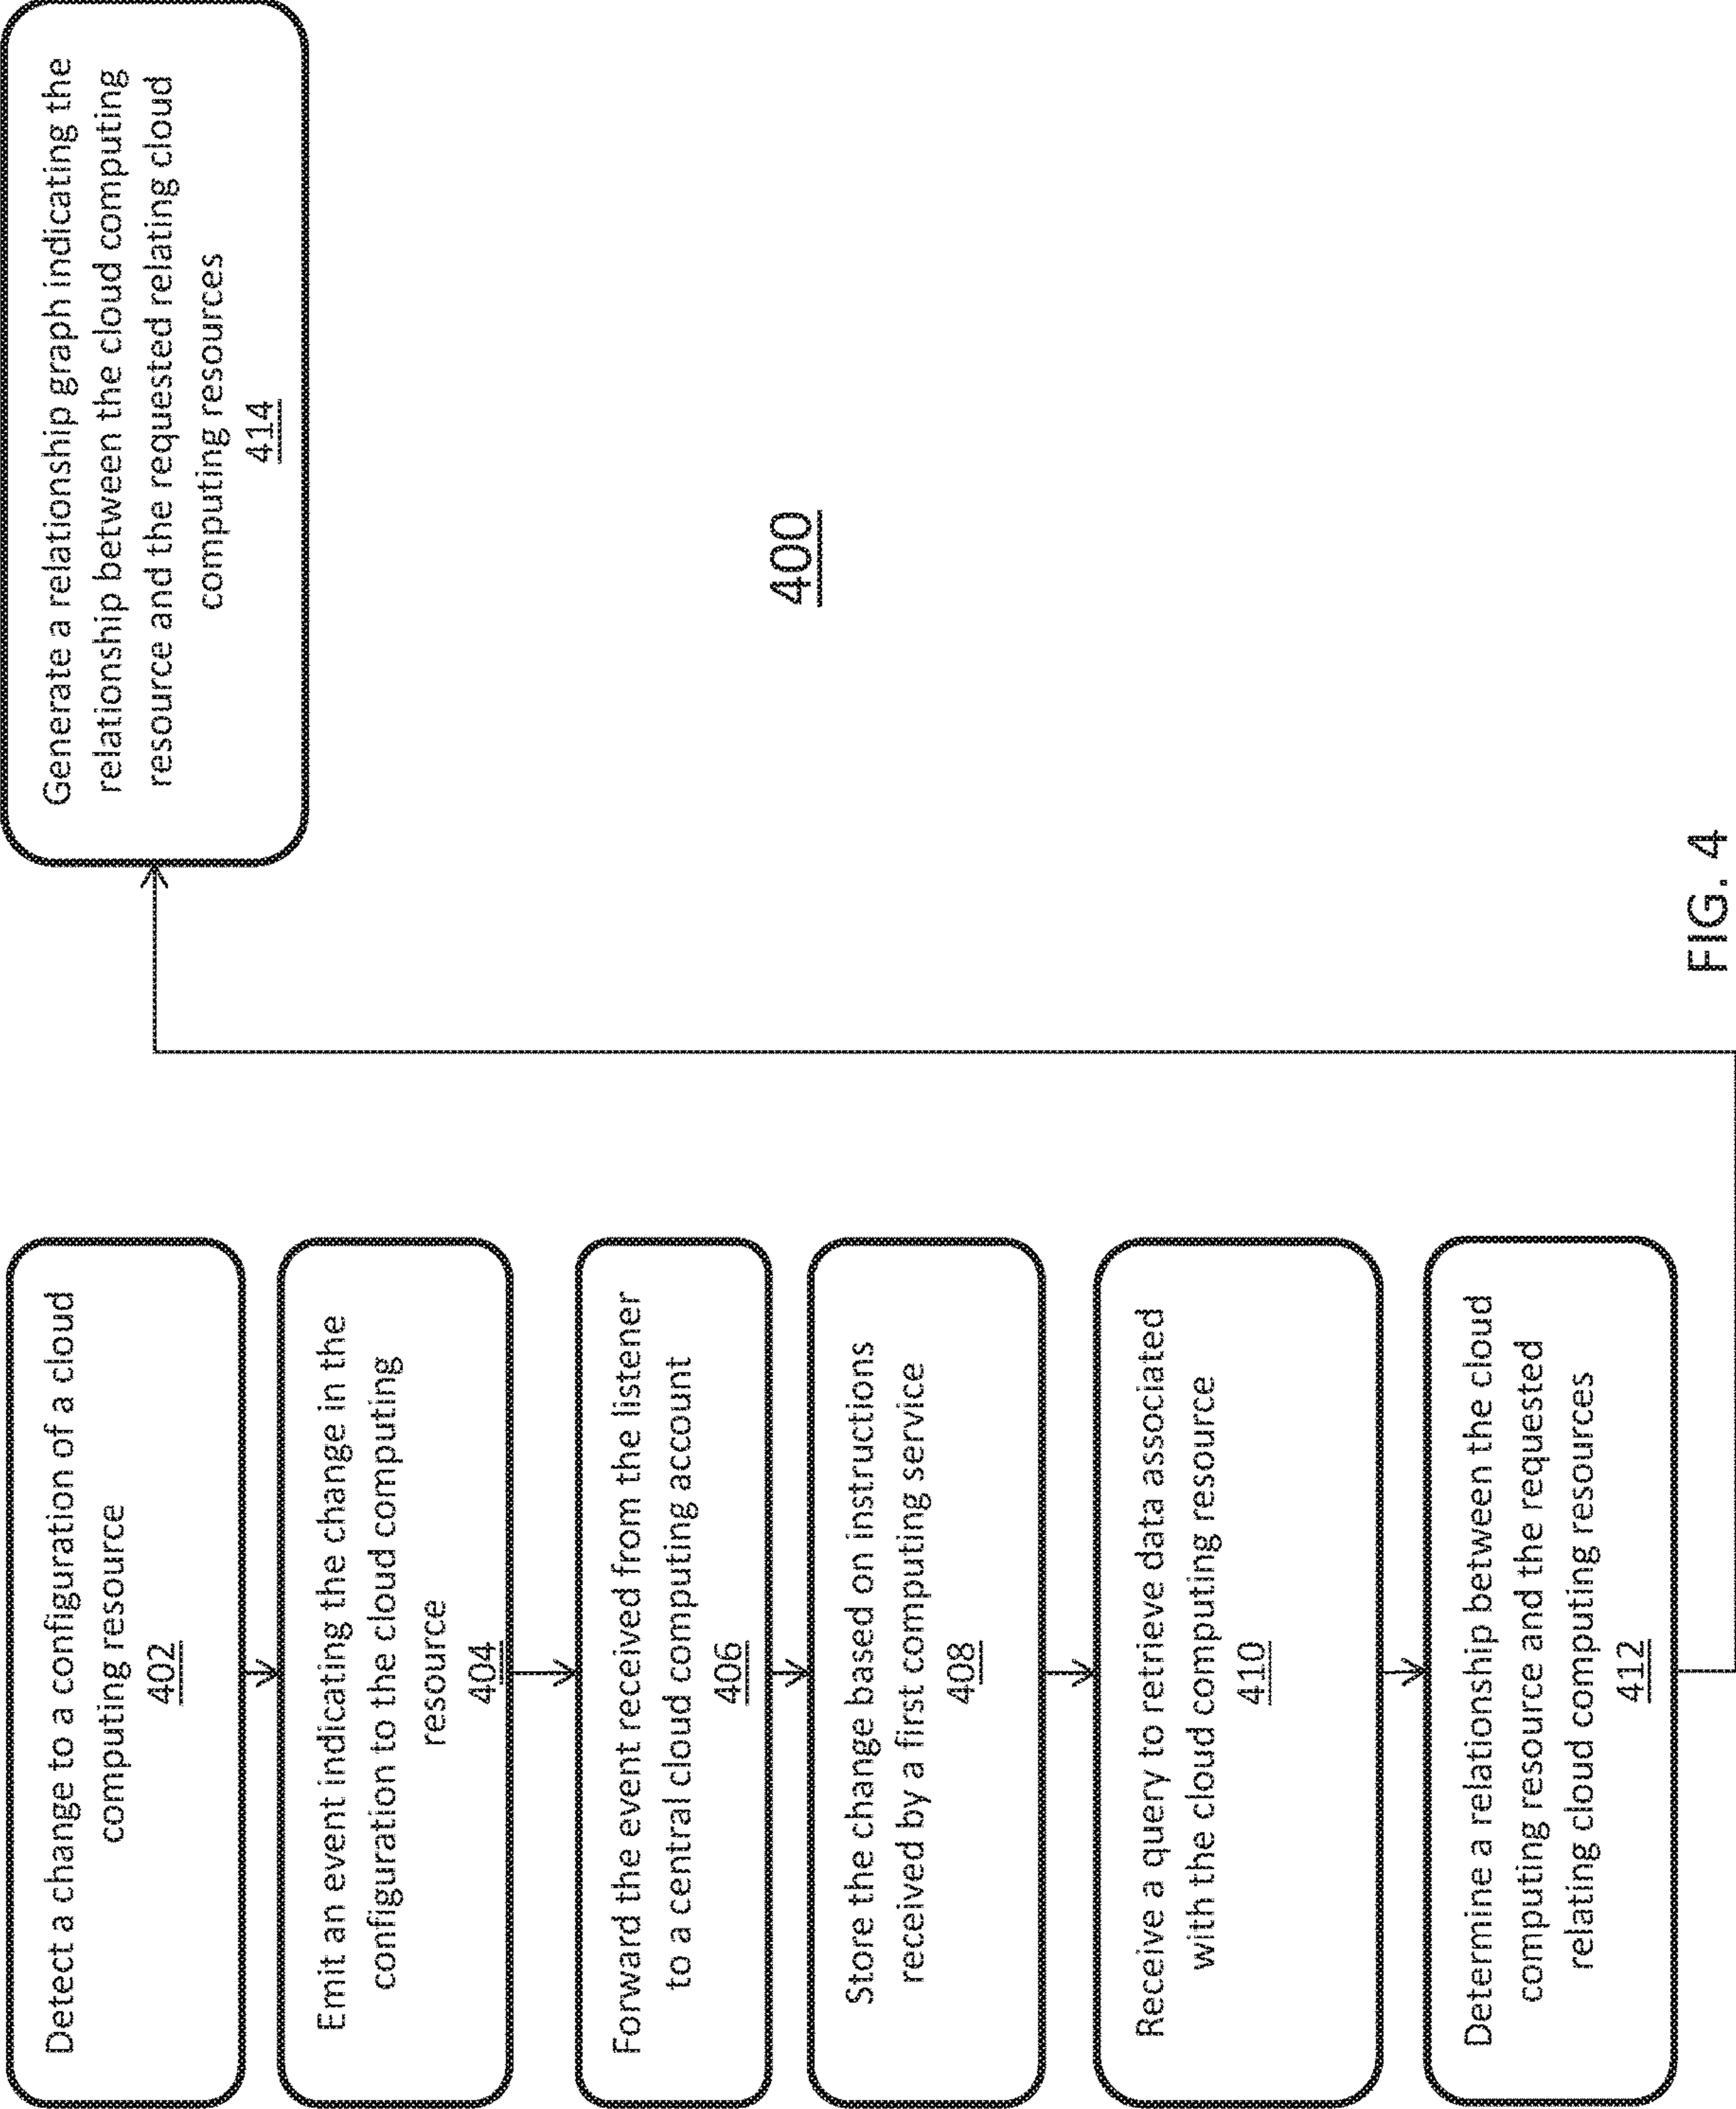 Detect a change to a configuration of a cloud
computing resource
402
Emit an event indicating the change in the
configuration to the cloud computing
resource
404
Forward the event received from the listener
to a central cloud computing account
406
Store the change based on instructions
received by a first computing service
408
Receive a query to retrieve data associated
with the cloud computing resource
410
Determine a relationship between the cloud
computing resource and the requested
relating cloud computing resources
412
Generate a relationship graph indicating the
relationship between the cloud computing
resource and the requested relating cloud
computing resources
414
400
FIG. 4